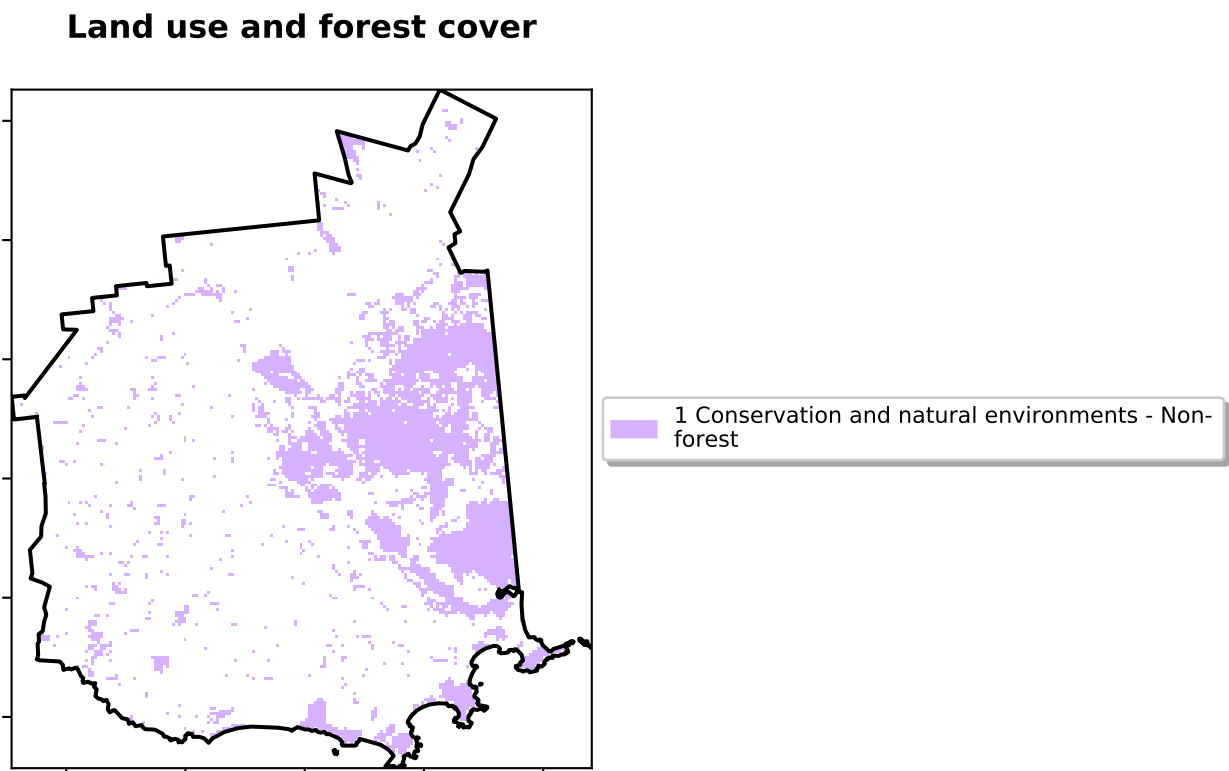 Land use and forest cover
1 Conservation and natural environments - Non-
forest